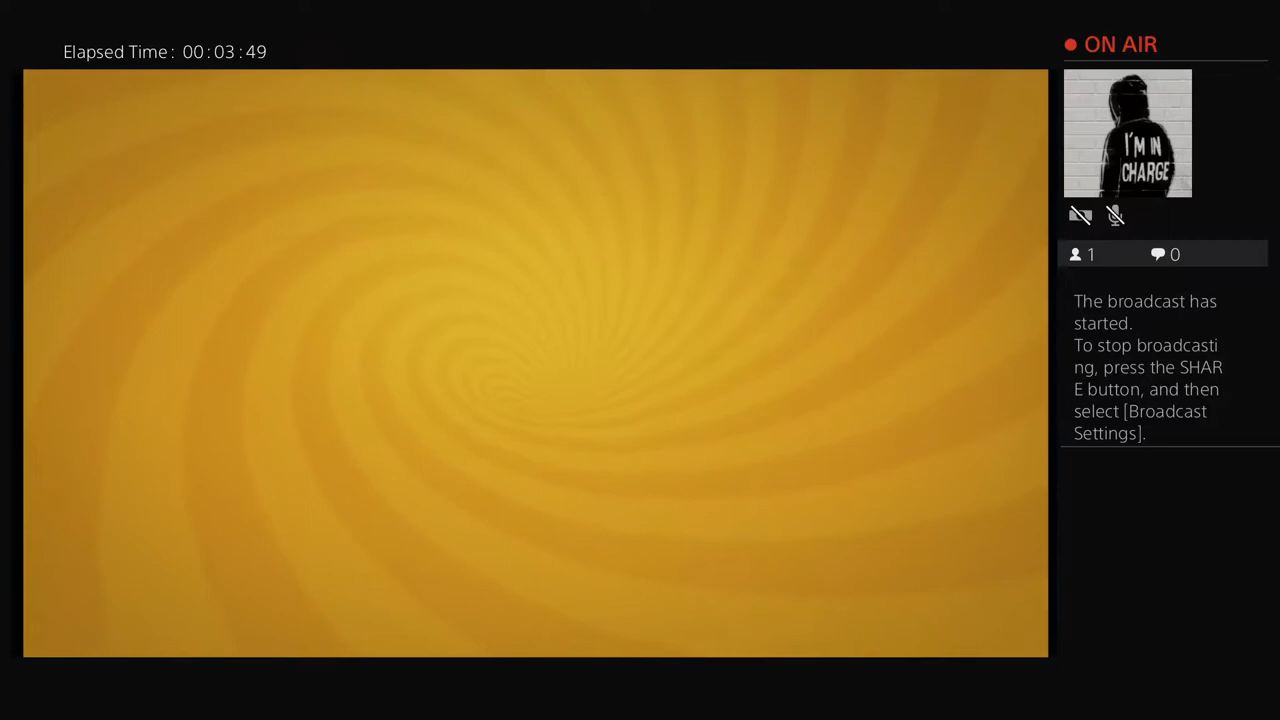 Elapsed Time: 00:03:49
ON AIR
I'M IN
CHARGE
1 0
The broadcast has
started.
To stop broadcasti
ng, press the SHAR
E button, and then
select [Broadcast
Settings].